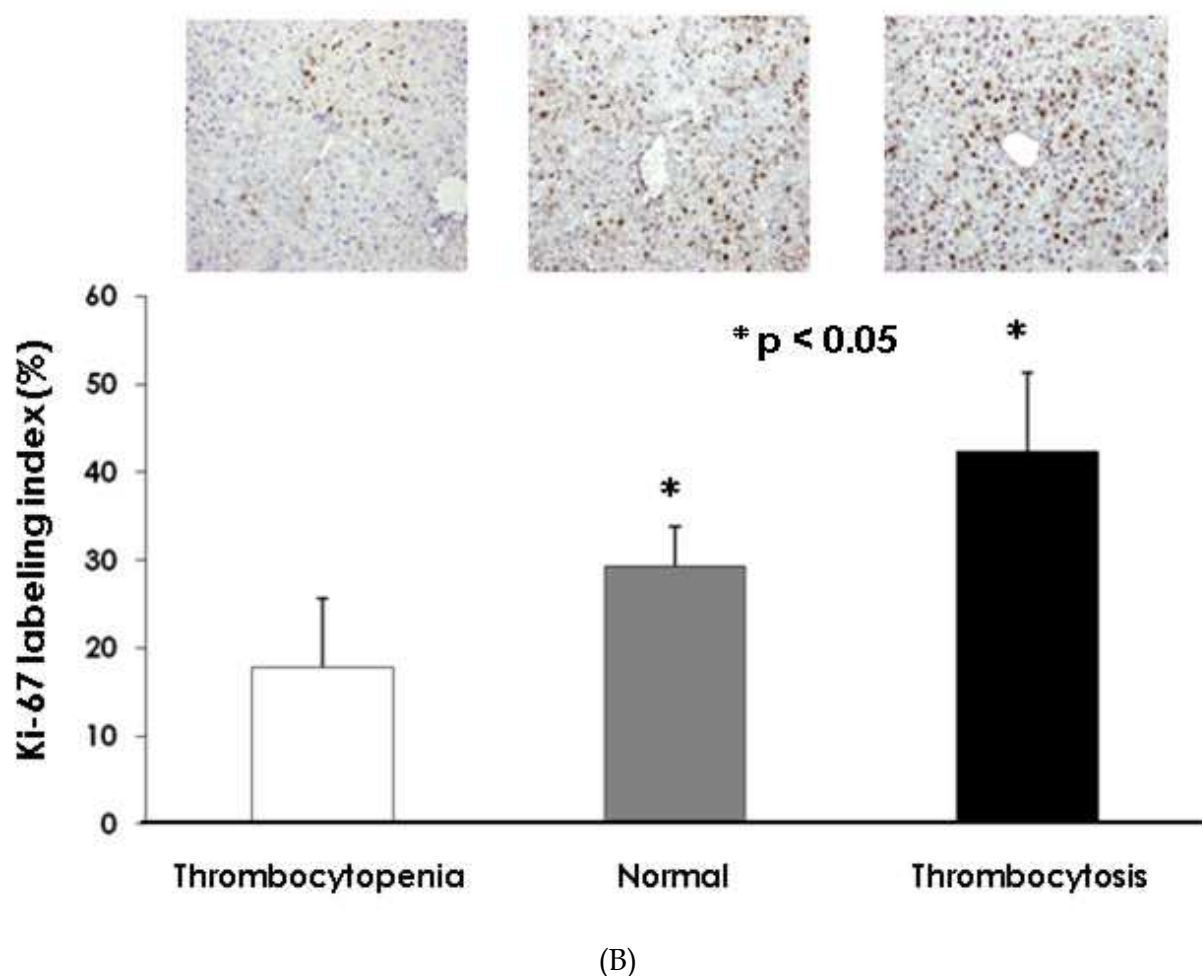 60
* p < 0.05
*
50
40
*
30
20
10
0
Ki-67 labeling index (%)
Thrombocytopenia Normal Thrombocytosis
(B)